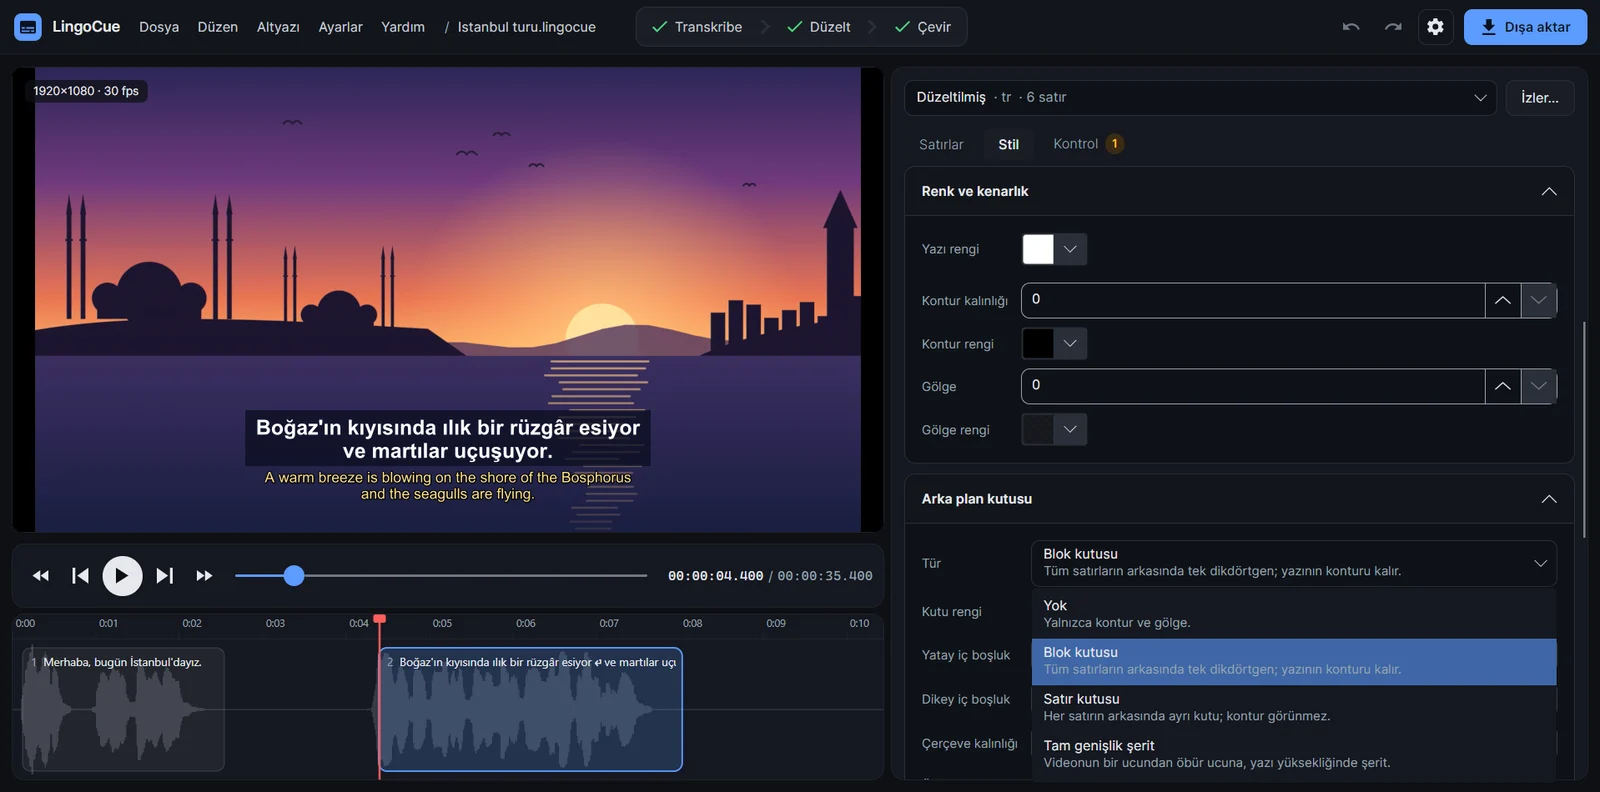 LingoCue Dosya Düzen Altyazı Ayarlar Yardım / Istanbul turu.lingocue
Transkribe Düzelt Çevir
Dışa aktar
1920×1080 · 30 fps
Boğaz'ın kıyısında ılık bir rüzgâr esiyor
ve martılar uçuşuyor.
A warm breeze is blowing on the shore of the Bosphorus
and the seagulls are flying.
00:00:04.400 / 00:00:35.400
0:00 0:01 0:02 0:03 0:04 0:05 0:06 0:07 0:08 0:09 0:10
1 Merhaba, bugün İstanbul'dayız.
2 Boğaz'ın kıyısında ılık bir rüzgâr esiyor ↵ ve martılar uçu
Düzeltilmiş · tr · 6 satır
İzler...
Satırlar Stil Kontrol 1
Renk ve kenarlık
Yazı rengi
Kontur kalınlığı 0
Kontur rengi
Gölge 0
Gölge rengi
Arka plan kutusu
Tür
Blok kutusu
Tüm satırların arkasında tek dikdörtgen; yazının konturu kalır.
Kutu rengi
Yatay iç boşluk
Dikey iç boşluk
Çerçeve kalınlığı
Yok
Yalnızca kontur ve gölge.
Blok kutusu
Tüm satırların arkasında tek dikdörtgen; yazının konturu kalır.
Satır kutusu
Her satırın arkasında ayrı kutu; kontur görünmez.
Tam genişlik şerit
Videonun bir ucundan öbür ucuna, yazı yüksekliğinde şerit.